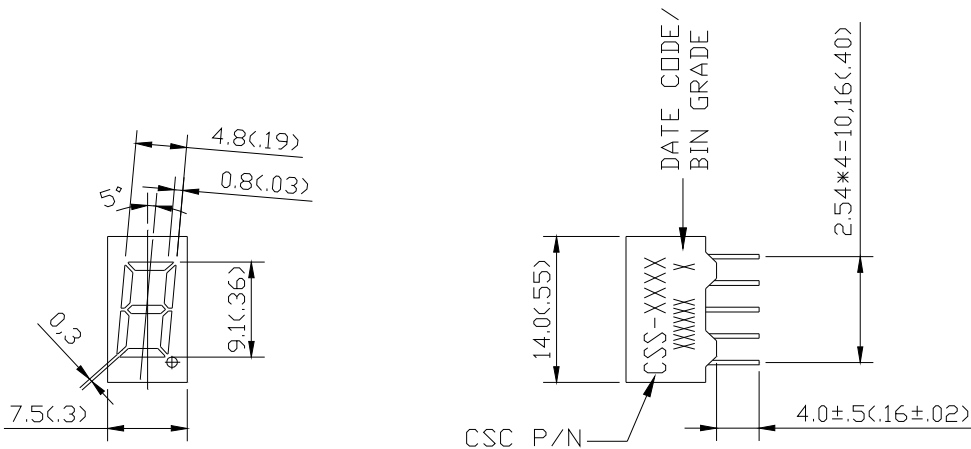 4.8(.19)
0.8(.03)
5°
9.1(.36)
0,3
7.5(.3)
DATE CODE/
BIN GRADE
2.54*4=10,16(.40)
14.0(.55)
CSS-XXXX
XXXXXX X
4.0±.5(.16±.02)
CSC P/N